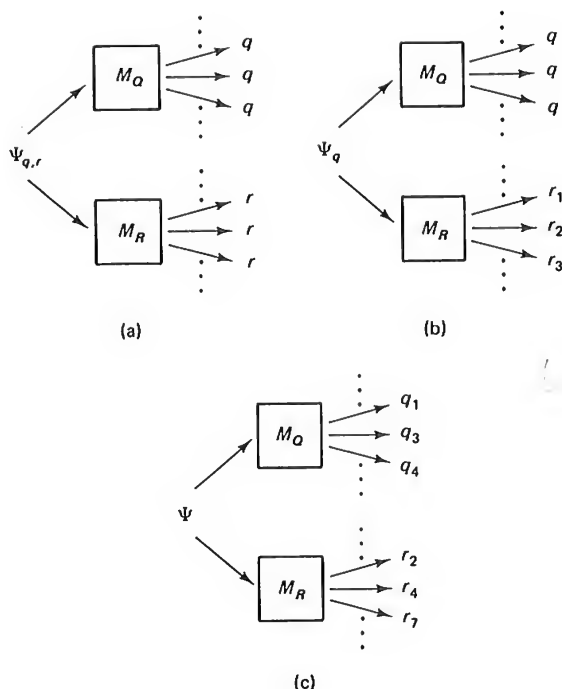 q
M_Q q
q
Ψ_{q,r}
r
M_R r
r
(a)
q
M_Q q
q
Ψ_q
r_1
M_R r_2
r_3
(b)
q_1
M_Q q_3
q_4
Ψ
r_2
M_R r_4
r_7
(c)